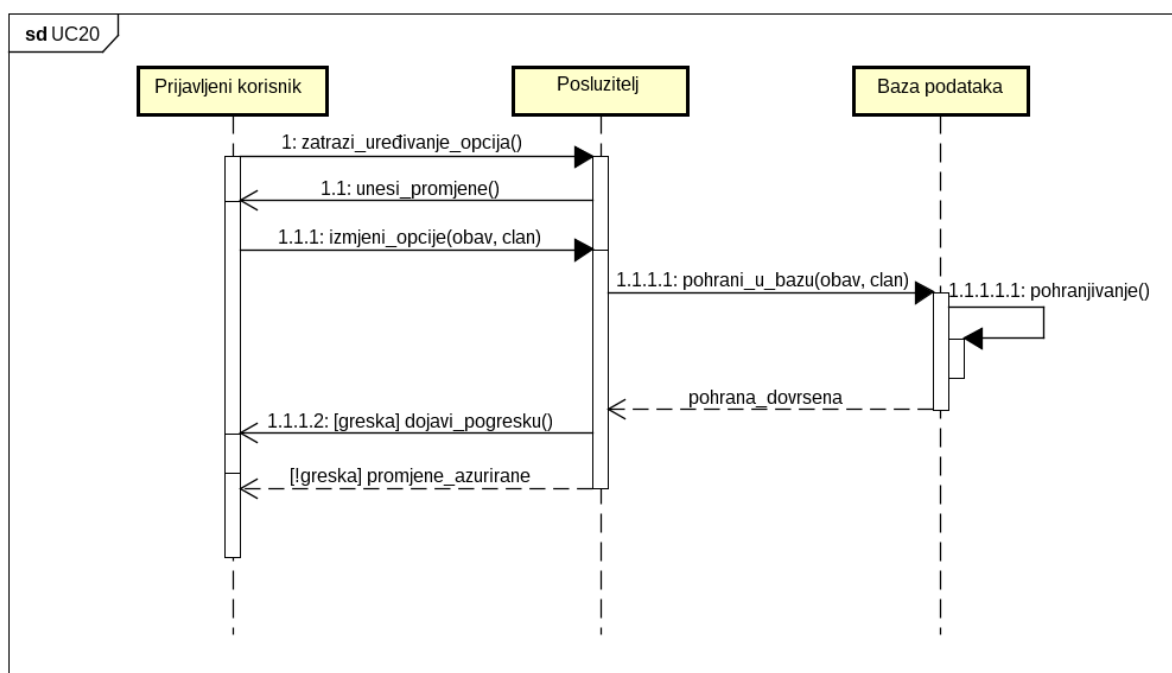 sd UC20
Prijavljeni korisnik
Posluzitelj
Baza podataka
1: zatrazi_uređivanje_opcija()
1.1: unesi_promjene()
1.1.1: izmjeni_opcije(obav, clan)
1.1.1.1: pohrani_u_bazu(obav, clan)
1.1.1.1.1: pohranjivanje()
pohrana_dovrsena
1.1.1.2: [greska] dojavi_pogresku()
[!greska] promjene_azurirane